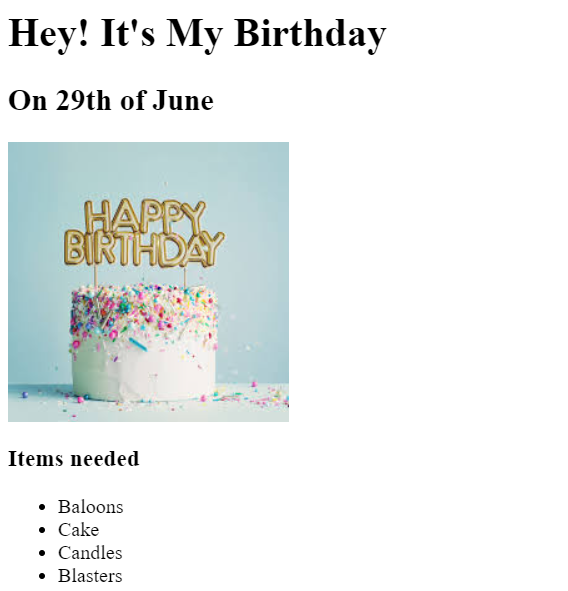 Hey! It's My Birthday
On 29th of June
HAPPY
BIRTHDAY
Items needed
Baloons
Cake
Candles
Blasters